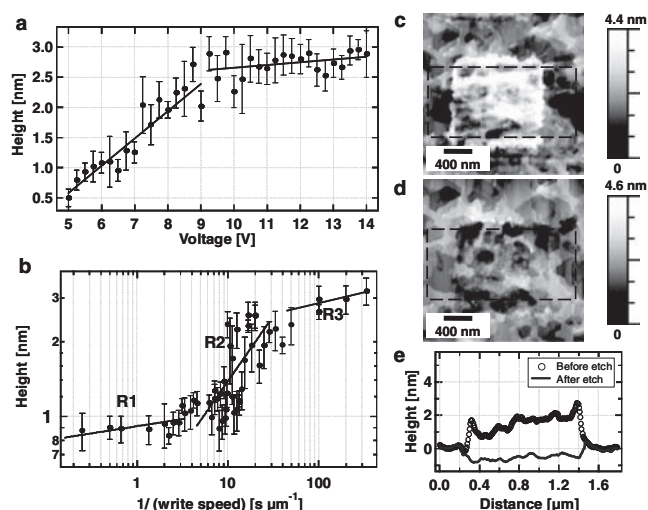 a
3.0
2.5
2.0
1.5
1.0
0.5
Height [nm]
5 6 7 8 9 10 11 12 13 14
Voltage [V]
b
3
2
1
8
7
Height [nm]
R1
R2
R3
1 10 100
1/ (write speed) [s μm⁻¹]
c
400 nm
4.4 nm
0
d
400 nm
4.6 nm
0
e
Before etch
After etch
4
2
0
Height [nm]
0.0 0.4 0.8 1.2 1.6
Distance [μm]